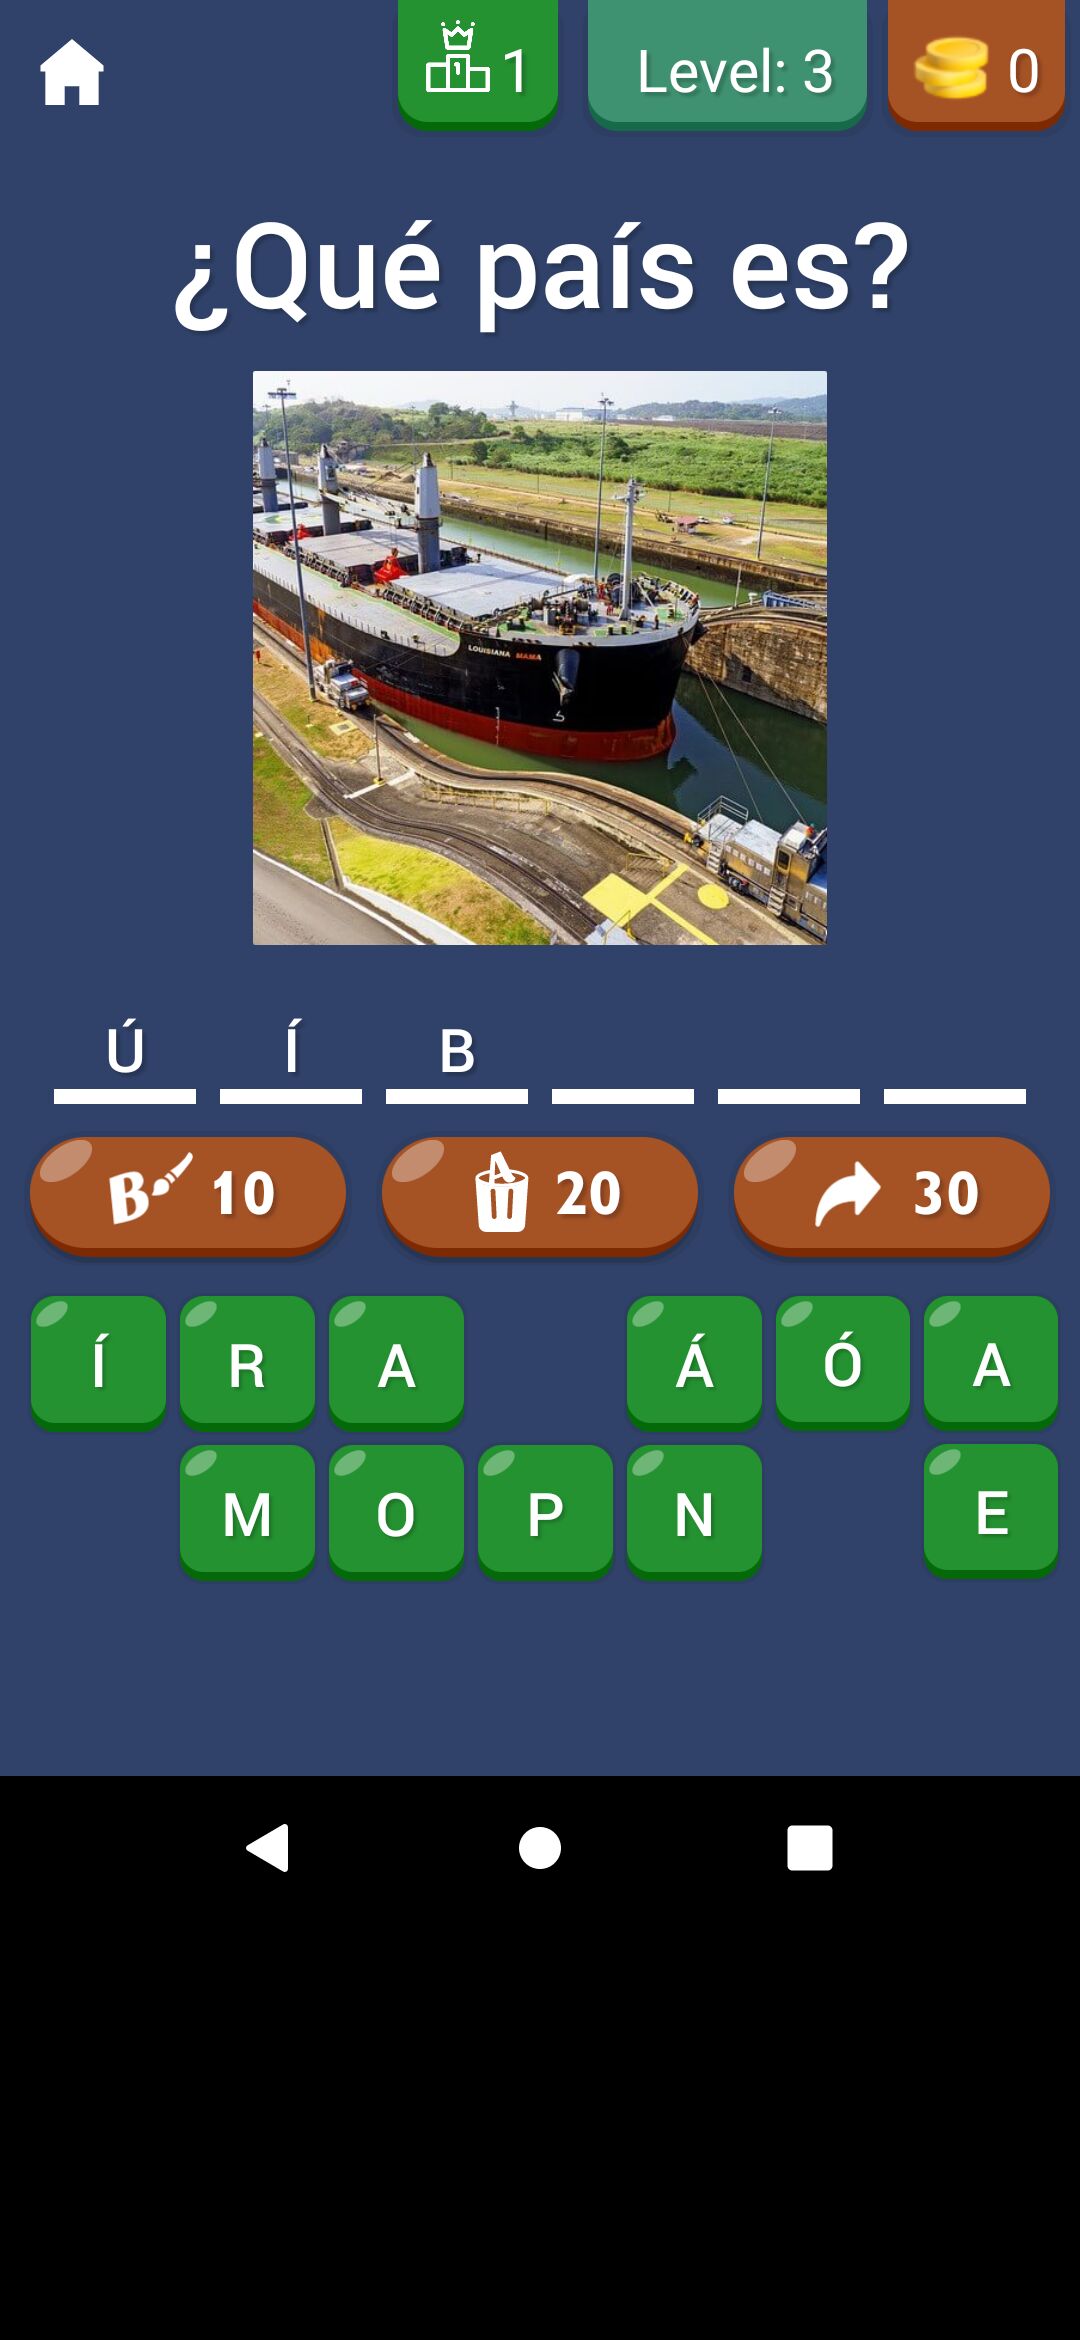 1 Level: 3 0
¿Qué país es?
LOUISIANA MAMA
Ú Í B
B 10 20 30
Í R A Á Ó A
M O P N E